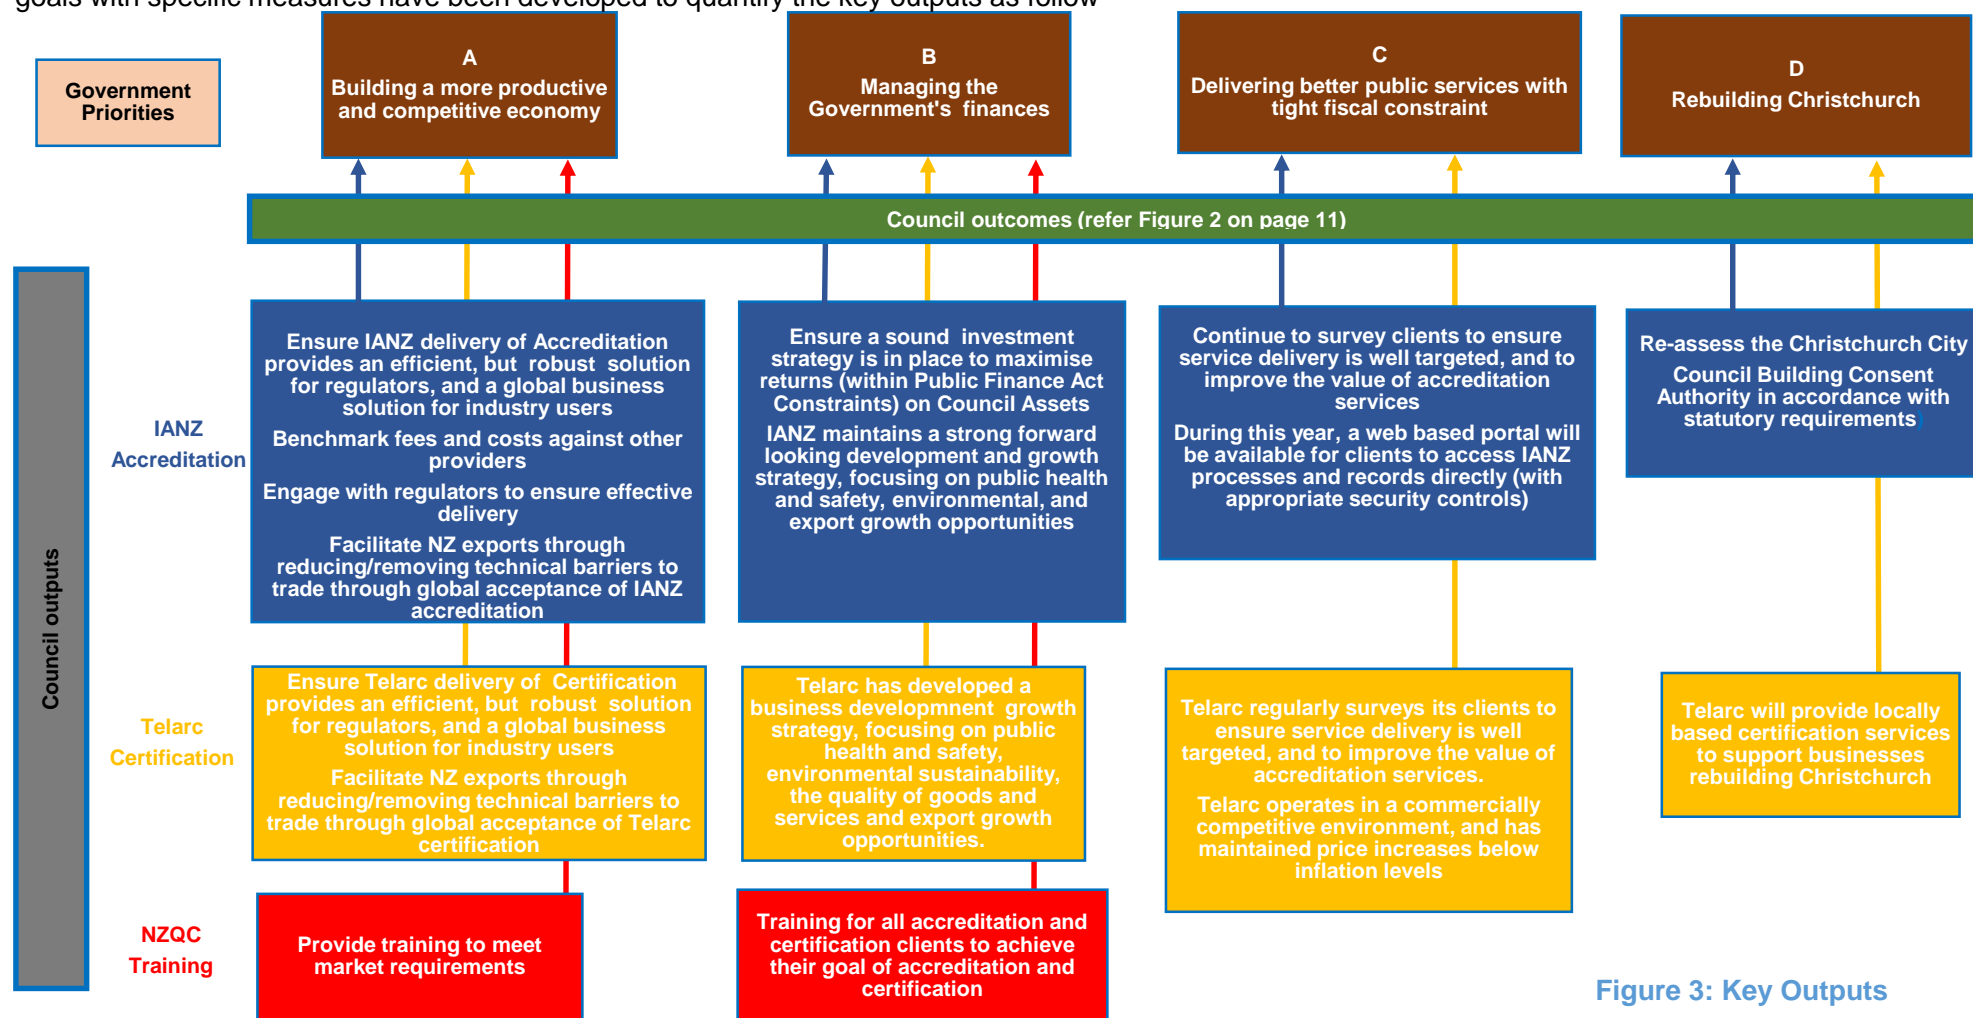 goals with specific measures have been developed to quantify the key outputs as follow
Government
Priorities
A
Building a more productive
and competitive economy
B
Managing the
Government's finances
C
Delivering better public services with
tight fiscal constraint
D
Rebuilding Christchurch
Council outcomes (refer Figure 2 on page 11)
Council outputs
IANZ
Accreditation
Ensure IANZ delivery of Accreditation
provides an efficient, but robust solution
for regulators, and a global business
solution for industry users
Benchmark fees and costs against other
providers
Engage with regulators to ensure effective
delivery
Facilitate NZ exports through
reducing/removing technical barriers to
trade through global acceptance of IANZ
accreditation
Ensure a sound investment
strategy is in place to maximise
returns (within Public Finance Act
Constraints) on Council Assets
IANZ maintains a strong forward
looking development and growth
strategy, focusing on public health
and safety, environmental, and
export growth opportunities
Continue to survey clients to ensure
service delivery is well targeted, and to
improve the value of accreditation
services
During this year, a web based portal will
be available for clients to access IANZ
processes and records directly (with
appropriate security controls)
Re-assess the Christchurch City
Council Building Consent
Authority in accordance with
statutory requirements)
Telarc
Certification
Ensure Telarc delivery of Certification
provides an efficient, but robust solution
for regulators, and a global business
solution for industry users
Facilitate NZ exports through
reducing/removing technical barriers to
trade through global acceptance of Telarc
certification
Telarc has developed a
business developmnent growth
strategy, focusing on public
health and safety,
environmental sustainability,
the quality of goods and
services and export growth
opportunities.
Telarc regularly surveys its clients to
ensure service delivery is well
targeted, and to improve the value of
accreditation services.
Telarc operates in a commercially
competitive environment, and has
maintained price increases below
inflation levels
Telarc will provide locally
based certification services
to support businesses
rebuilding Christchurch
NZQC
Training
Provide training to meet
market requirements
Training for all accreditation and
certification clients to achieve
their goal of accreditation and
certification
Figure 3: Key Outputs